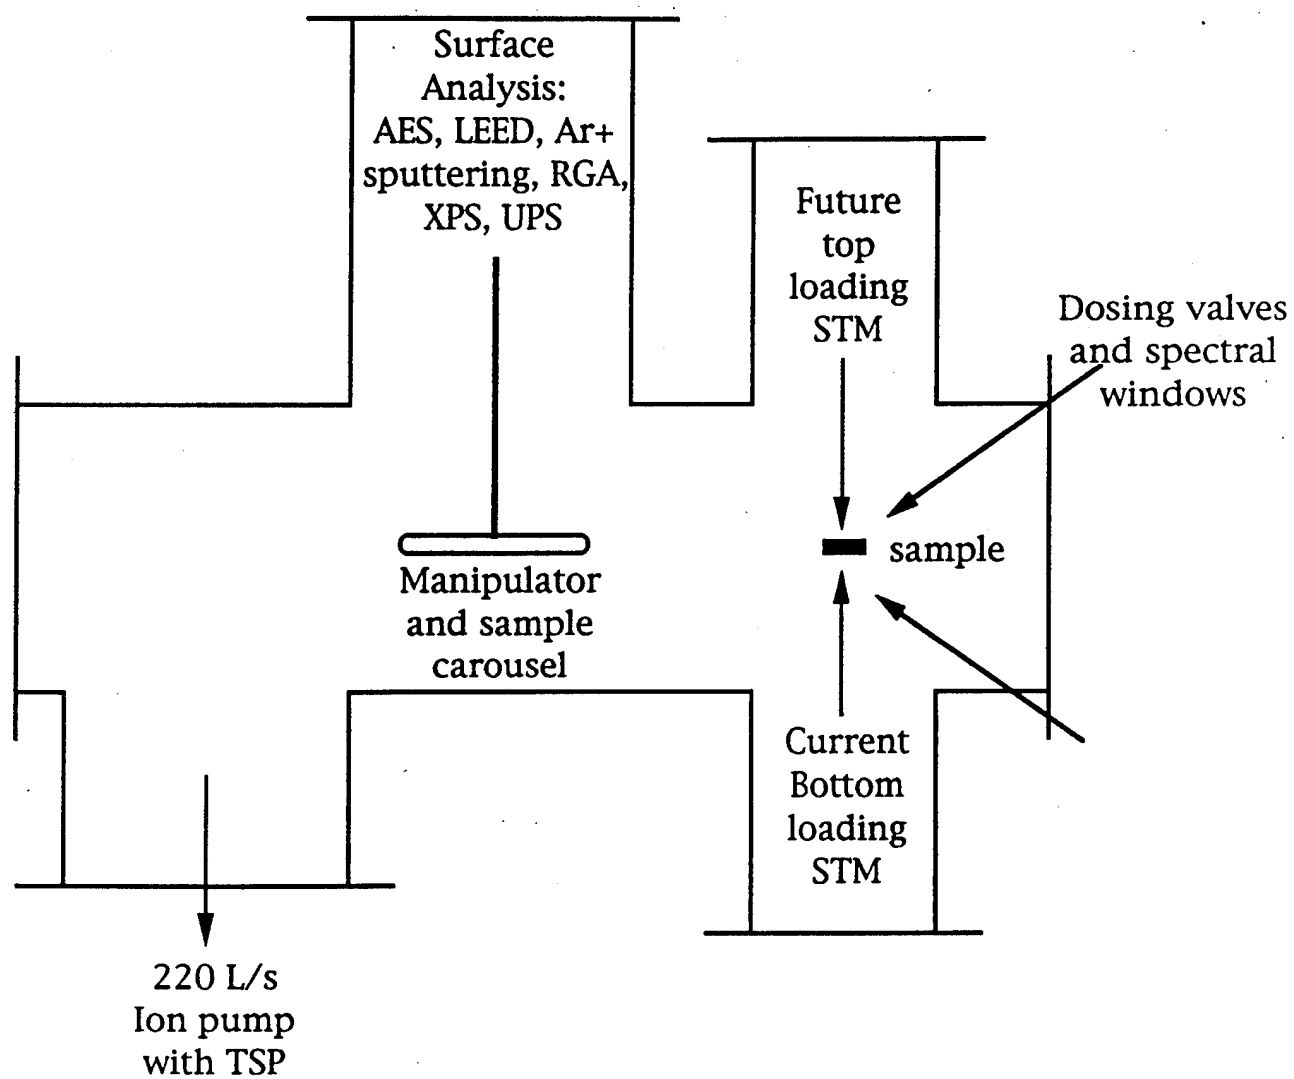 Surface
Analysis:
AES, LEED, Ar+
sputtering, RGA,
XPS, UPS
Future
top
loading
STM
Dosing valves
and spectral
windows
sample
Manipulator
and sample
carousel
Current
Bottom
loading
STM
220 L/s
Ion pump
with TSP